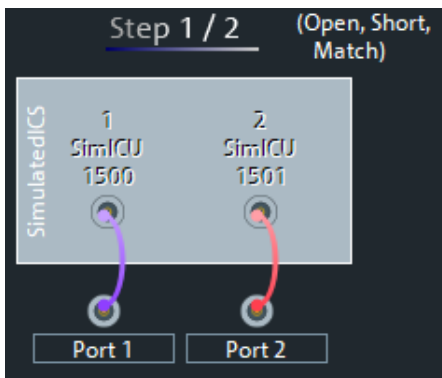 Step 1 / 2
(Open, Short,
Match)
SimulatedICS
1
SimICU
1500
2
SimICU
1501
Port 1
Port 2